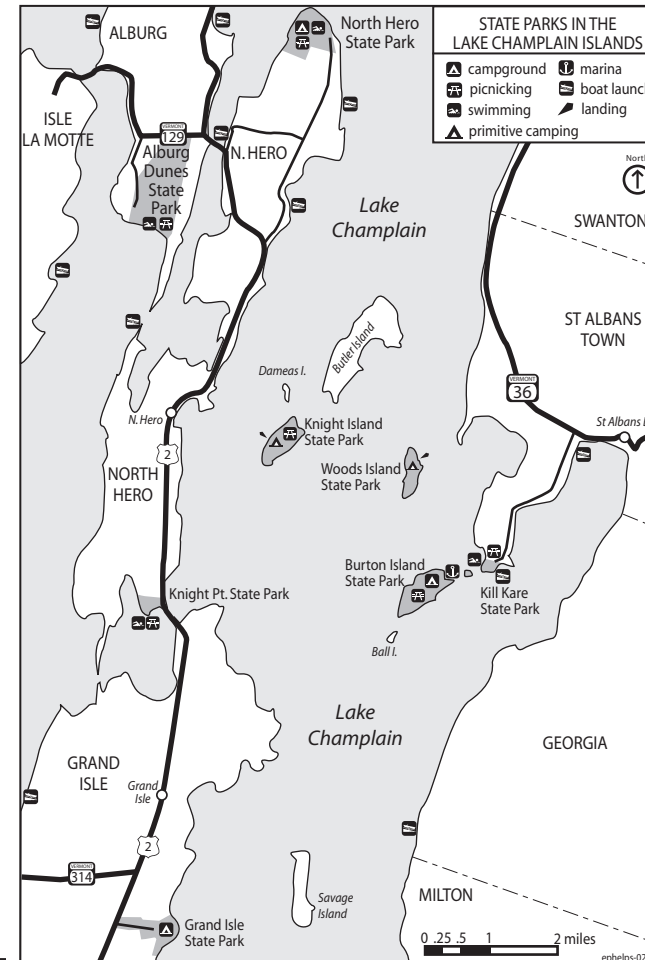 STATE PARKS IN THE
LAKE CHAMPLAIN ISLANDS
campground
marina
picnicking
boat launch
swimming
landing
primitive camping
North Hero
State Park
ALBURG
ISLE
LA MOTTE
VERMONT
129
N. HERO
Alburg
Dunes
State
Park
Lake
Champlain
North
SWANTON
ST ALBANS
TOWN
Butler Island
Dameas I.
VERMONT
36
N. Hero
Knight Island
State Park
St Albans
2
Woods Island
State Park
NORTH
HERO
Burton Island
State Park
Kill Kare
State Park
Knight Pt. State Park
Ball I.
Lake
Champlain
GEORGIA
GRAND
ISLE
Grand
Isle
2
VERMONT
314
MILTON
Savage
Island
Grand Isle
State Park
0 .25 .5 1 2 miles
ephelps-02